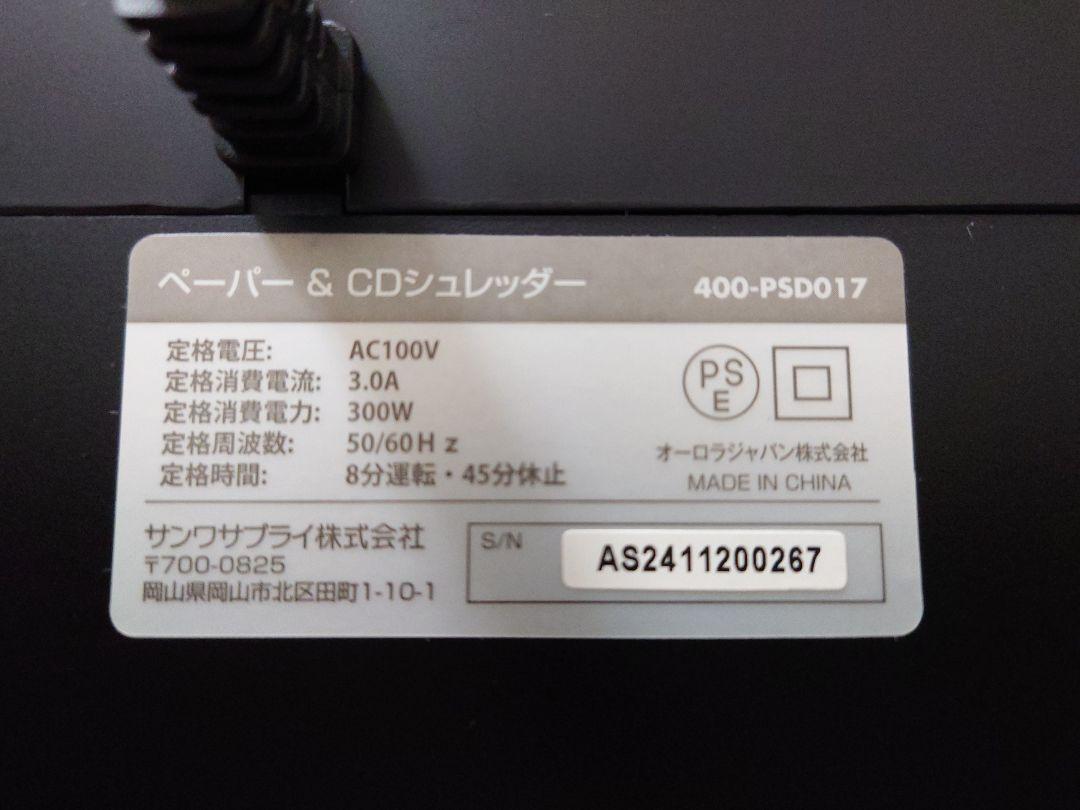 ペーパー & CDシュレッダー 400-PSD017
定格電圧: AC100V
定格消費電流: 3.0A
定格消費電力: 300W
定格周波数: 50/60Hz
定格時間: 8分運転・45分休止
PS
E
オーロラジャパン株式会社
MADE IN CHINA
サンワサプライ株式会社
〒700-0825
岡山県岡山市北区田町1-10-1
S/N AS2411200267